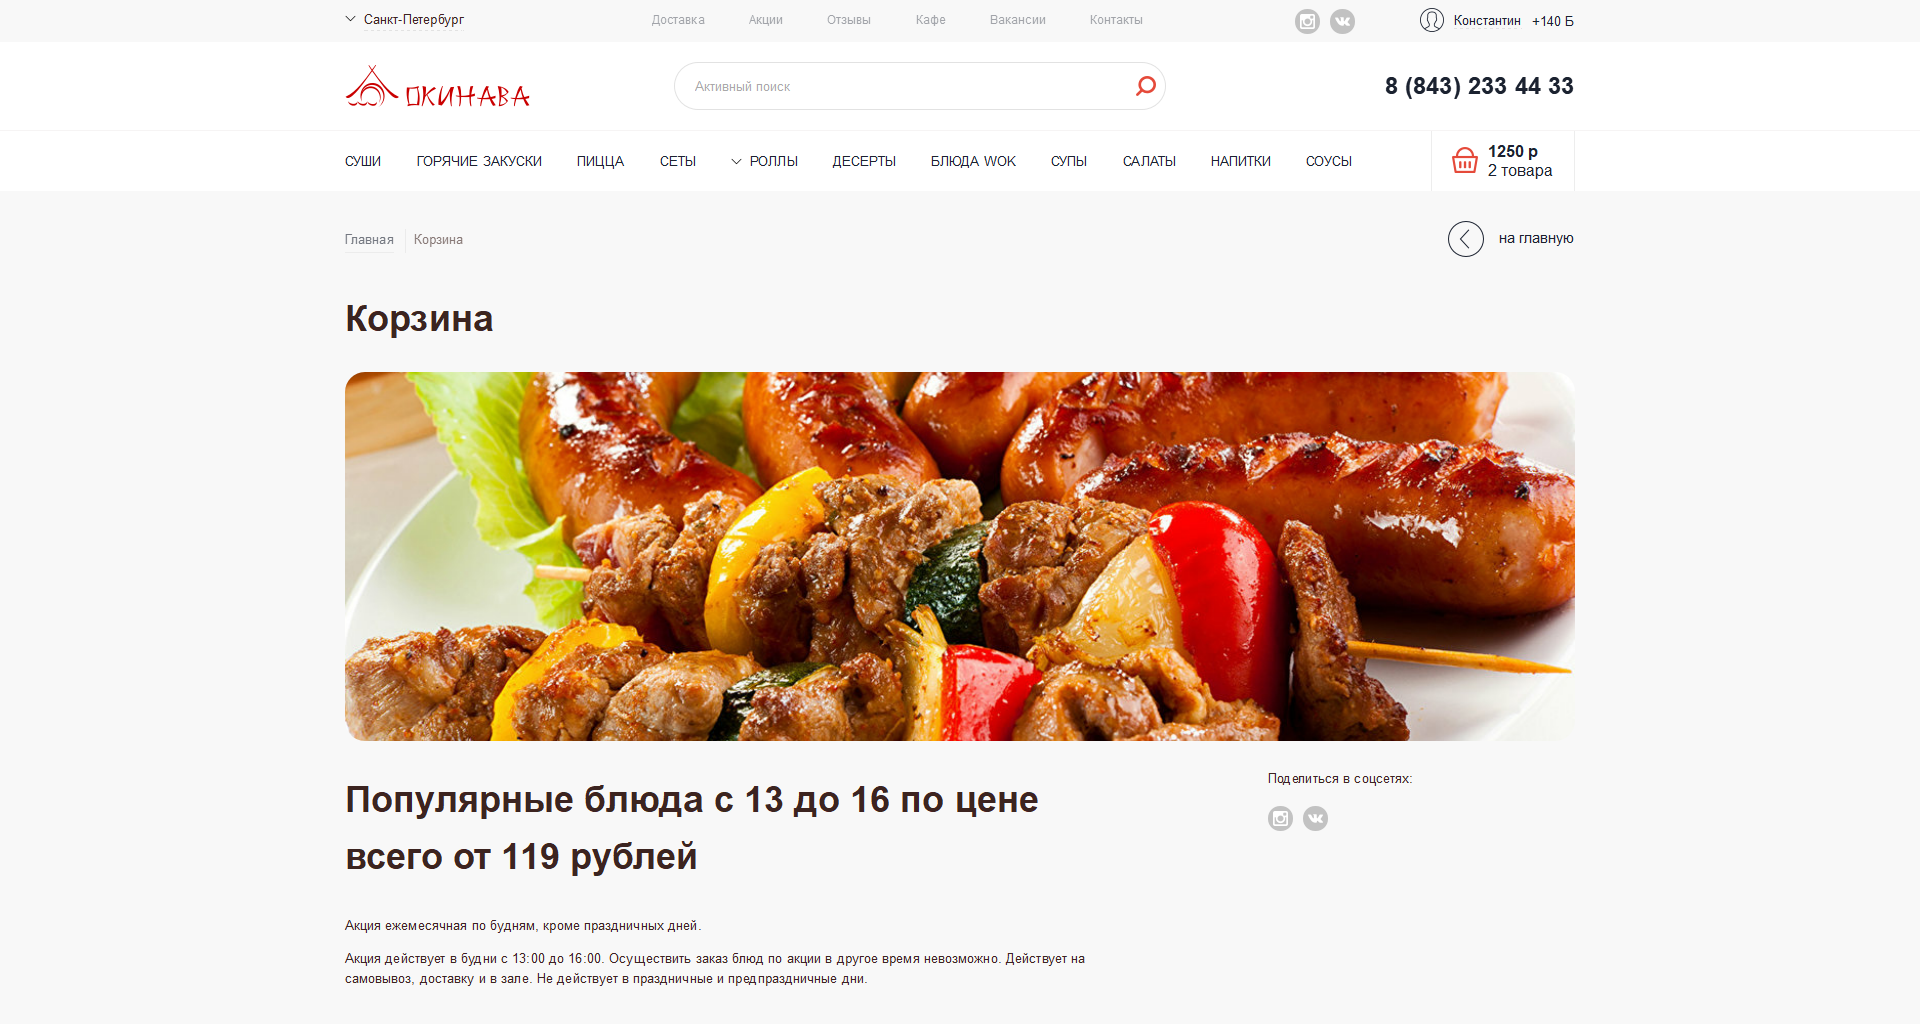 Санкт-Петербург
Доставка
Акции
Отзывы
Кафе
Вакансии
Контакты
Константин
+140 Б
ОКИНАВА
Активный поиск
8 (843) 233 44 33
СУШИ
ГОРЯЧИЕ ЗАКУСКИ
ПИЦЦА
СЕТЫ
РОЛЛЫ
ДЕСЕРТЫ
БЛЮДА WOK
СУПЫ
САЛАТЫ
НАПИТКИ
СОУСЫ
1250 р
2 товара
Главная
Корзина
на главную
Корзина
Популярные блюда с 13 до 16 по цене
всего от 119 рублей
Поделиться в соцсетях:
Акция ежемесячная по будням, кроме праздничных дней.
Акция действует в будни с 13:00 до 16:00. Осуществить заказ блюд по акции в другое время невозможно. Действует на
самовывоз, доставку и в зале. Не действует в праздничные и предпраздничные дни.